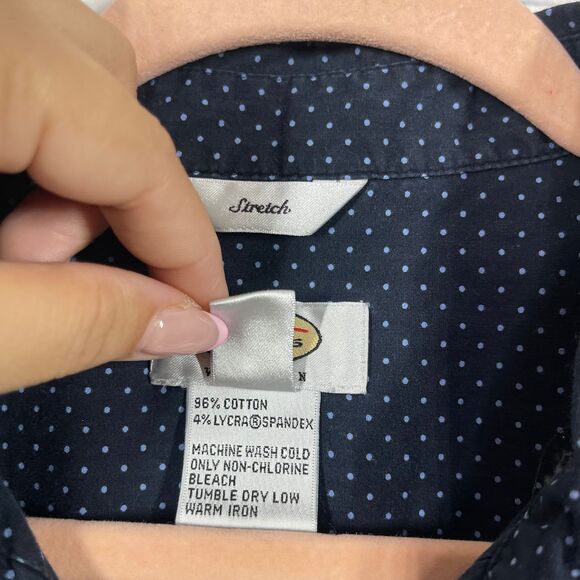 Stretch
96% COTTON
4% LYCRA®SPANDEX
MACHINE WASH COLD
ONLY NON-CHLORINE
BLEACH
TUMBLE DRY LOW
WARM IRON